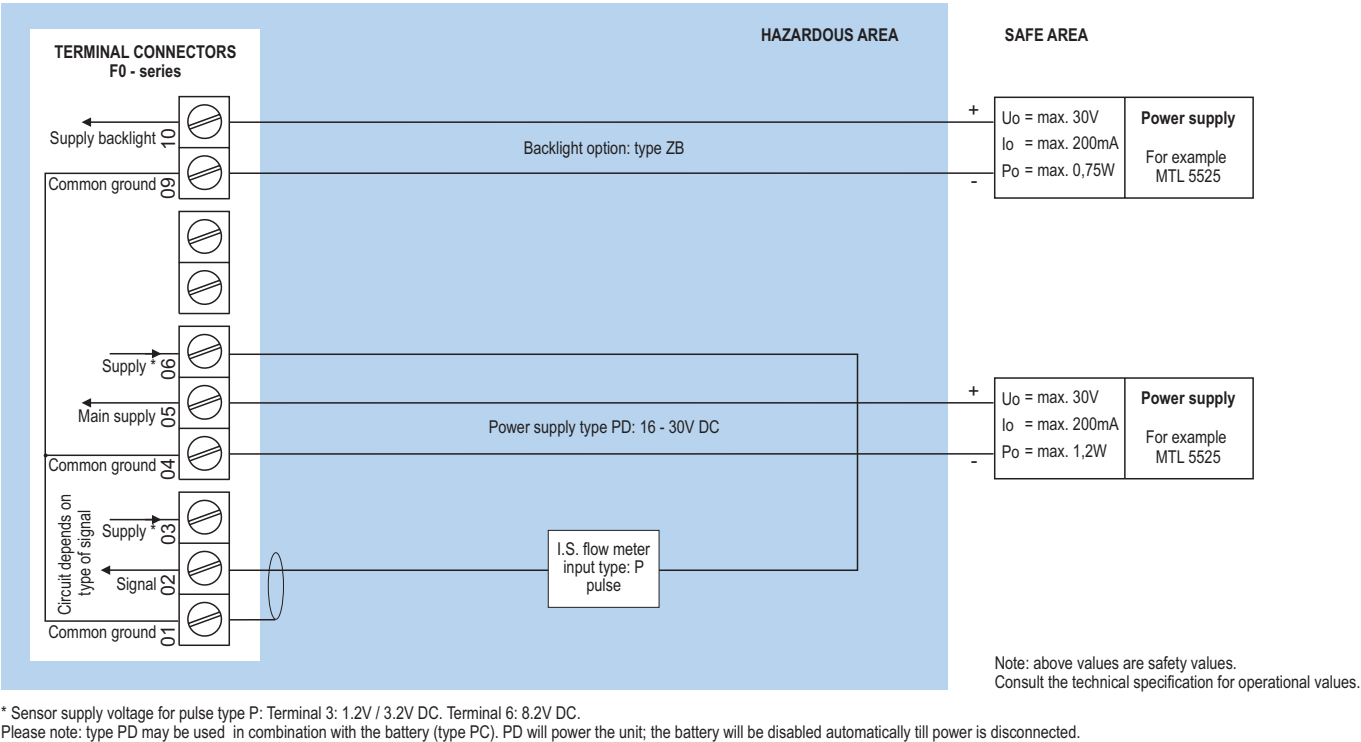 HAZARDOUS AREA
SAFE AREA
TERMINAL CONNECTORS
F0 - series
Supply backlight
10
Common ground
09
Backlight option: type ZB
+
-
Uo = max. 30V
Io = max. 200mA
Po = max. 0,75W
Power supply
For example
MTL 5525
Supply *
06
Main supply
05
Common ground
04
Power supply type PD: 16 - 30V DC
+
-
Uo = max. 30V
Io = max. 200mA
Po = max. 1,2W
Power supply
For example
MTL 5525
Circuit depends on
type of signal
Supply *
03
Signal
02
Common ground
01
I.S. flow meter
input type: P
pulse
Note: above values are safety values.
Consult the technical specification for operational values.
* Sensor supply voltage for pulse type P: Terminal 3: 1.2V / 3.2V DC. Terminal 6: 8.2V DC.
Please note: type PD may be used in combination with the battery (type PC). PD will power the unit; the battery will be disabled automatically till power is disconnected.